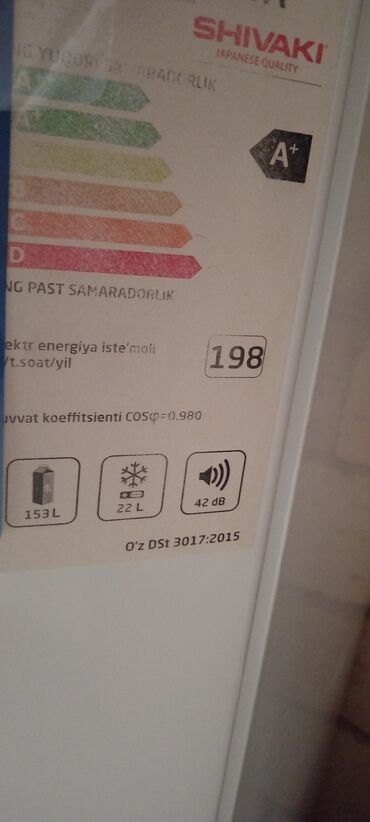 SHIVAKI
JAPANESE QUALITY
NG YUQORI SAMARADORLIK
A
A+
A+
B
C
D
NG PAST SAMARADORLIK
ektr energiya iste'moli
/t.soat/yil
198
uvvat koeffitsienti COSφ=0.980
153 L
22 L
42 dB
O'z DSt 3017:2015